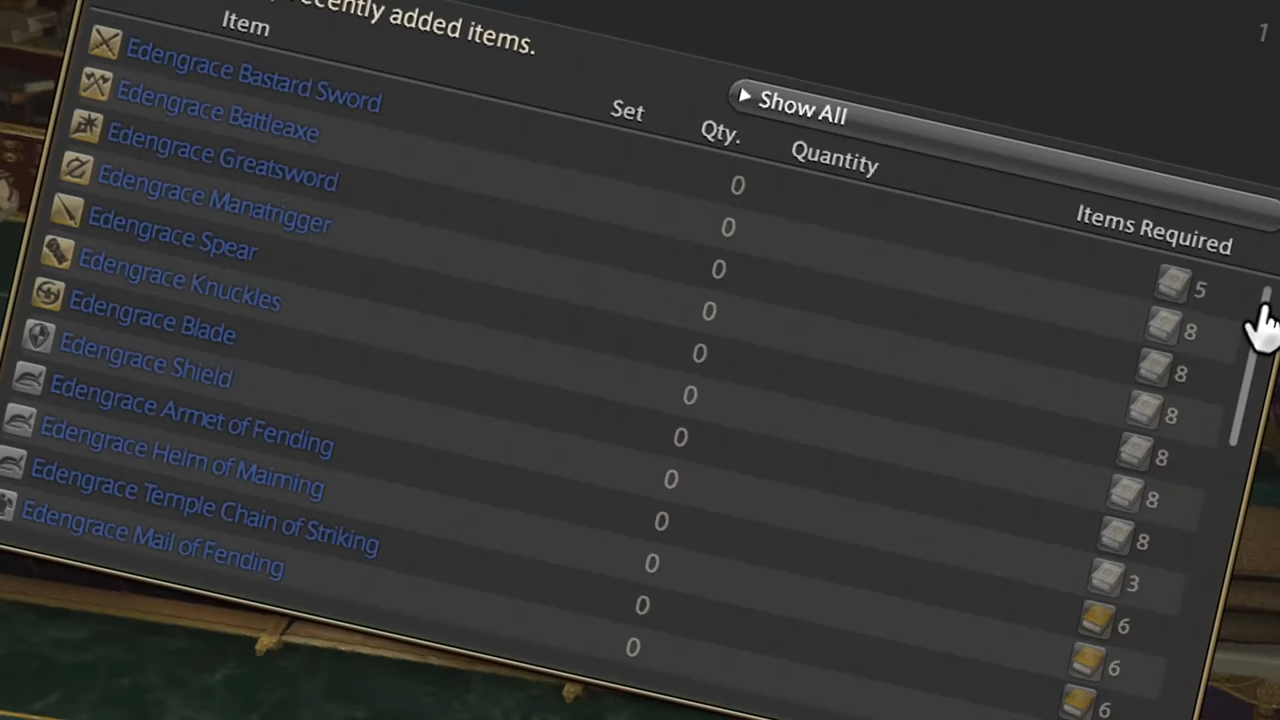 recently added items.
1
Show All
Item Set Qty. Quantity Items Required
Edengrace Bastard Sword 0 5
Edengrace Battleaxe 0 8
Edengrace Greatsword 0 8
Edengrace Manatrigger 0 8
Edengrace Spear 0 8
Edengrace Knuckles 0 8
Edengrace Blade 0 8
Edengrace Shield 0 3
Edengrace Armet of Fending 0 6
Edengrace Helm of Maiming 0 6
Edengrace Temple Chain of Striking 0 6
Edengrace Mail of Fending 0